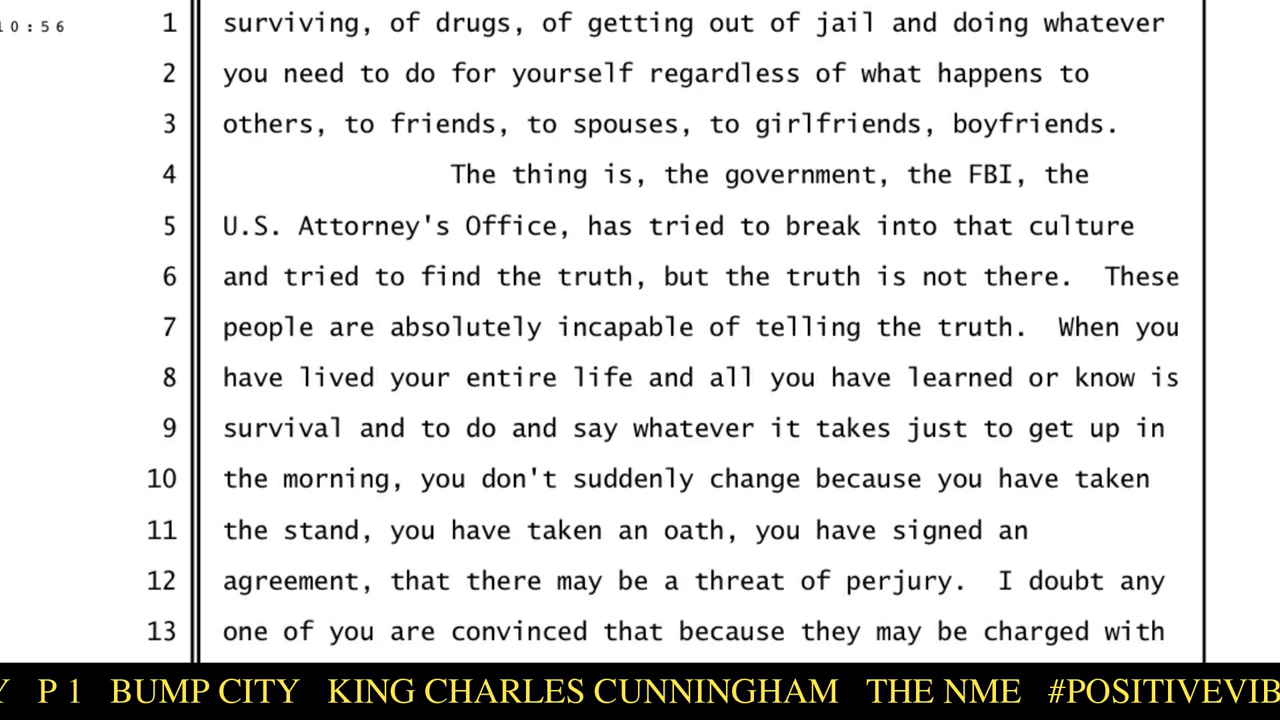 10:56
1 surviving, of drugs, of getting out of jail and doing whatever
2 you need to do for yourself regardless of what happens to
3 others, to friends, to spouses, to girlfriends, boyfriends.
4 The thing is, the government, the FBI, the
5 U.S. Attorney's Office, has tried to break into that culture
6 and tried to find the truth, but the truth is not there. These
7 people are absolutely incapable of telling the truth. When you
8 have lived your entire life and all you have learned or know is
9 survival and to do and say whatever it takes just to get up in
10 the morning, you don't suddenly change because you have taken
11 the stand, you have taken an oath, you have signed an
12 agreement, that there may be a threat of perjury. I doubt any
13 one of you are convinced that because they may be charged with
Y P 1 BUMP CITY KING CHARLES CUNNINGHAM THE NME #POSITIVEVIB